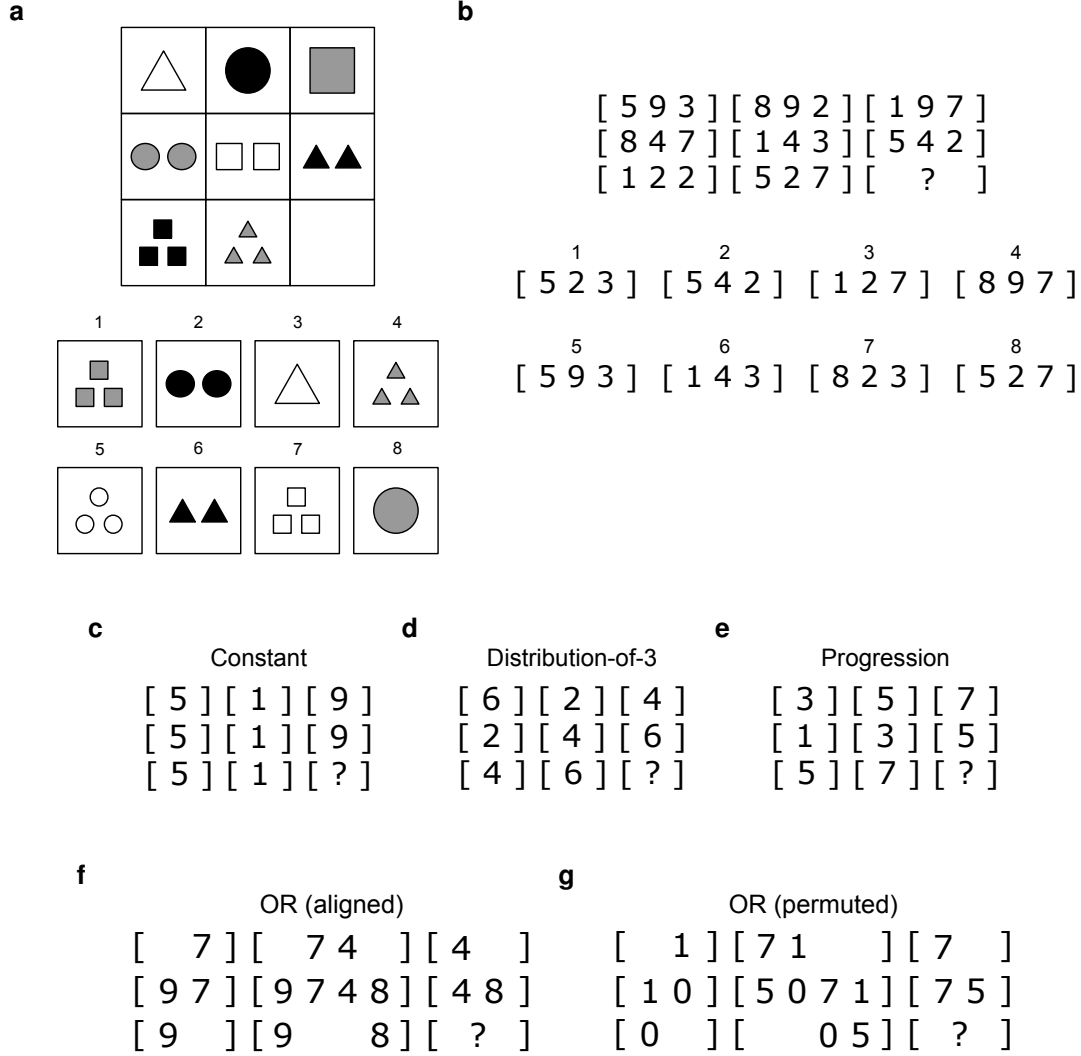 a
b
[ 5 9 3 ] [ 8 9 2 ] [ 1 9 7 ]
[ 8 4 7 ] [ 1 4 3 ] [ 5 4 2 ]
[ 1 2 2 ] [ 5 2 7 ] [ ? ]
1 2 3 4
[ 5 2 3 ] [ 5 4 2 ] [ 1 2 7 ] [ 8 9 7 ]
5 6 7 8
[ 5 9 3 ] [ 1 4 3 ] [ 8 2 3 ] [ 5 2 7 ]
1 2 3 4
5 6 7 8
c
Constant
[ 5 ] [ 1 ] [ 9 ]
[ 5 ] [ 1 ] [ 9 ]
[ 5 ] [ 1 ] [ ? ]
d
Distribution-of-3
[ 6 ] [ 2 ] [ 4 ]
[ 2 ] [ 4 ] [ 6 ]
[ 4 ] [ 6 ] [ ? ]
e
Progression
[ 3 ] [ 5 ] [ 7 ]
[ 1 ] [ 3 ] [ 5 ]
[ 5 ] [ 7 ] [ ? ]
f
OR (aligned)
[ 7 ] [ 7 4 ] [ 4 ]
[ 9 7 ] [ 9 7 4 8 ] [ 4 8 ]
[ 9 ] [ 9 8 ] [ ? ]
g
OR (permuted)
[ 1 ] [ 7 1 ] [ 7 ]
[ 1 0 ] [ 5 0 7 1 ] [ 7 5 ]
[ 0 ] [ 0 5 ] [ ? ]